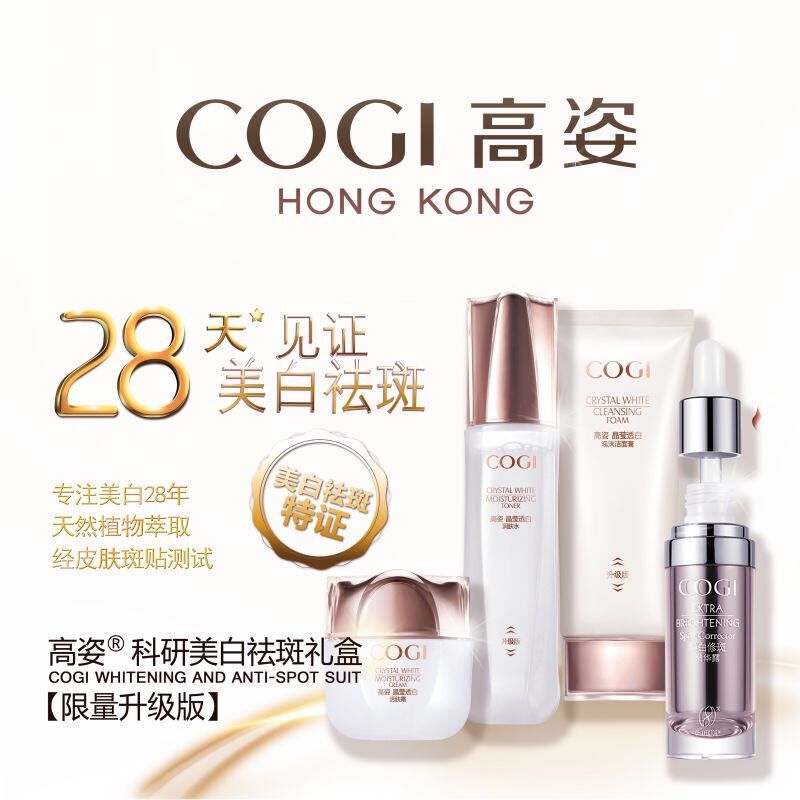 COGI 高姿
HONG KONG
28天 见证
美白祛斑
美白祛斑
特证
专注美白28年
天然植物萃取
经皮肤斑贴测试
高姿® 科研美白祛斑礼盒
COGI WHITENING AND ANTI-SPOT SUIT
【限量升级版】
COGI
CRYSTAL WHITE
MOISTURIZING
CREAM
高姿 晶莹透白
洁肤霜
COGI
CRYSTAL WHITE
MOISTURIZING
TONER
高姿 晶莹透白
润肤水
升级版
COGI
CRYSTAL WHITE
CLEANSING
FOAM
高姿 晶莹透白
泡沫洁面膏
升级版
COGI
EXTRA
BRIGHTENING
Spot Corrector
白修斑
精华露